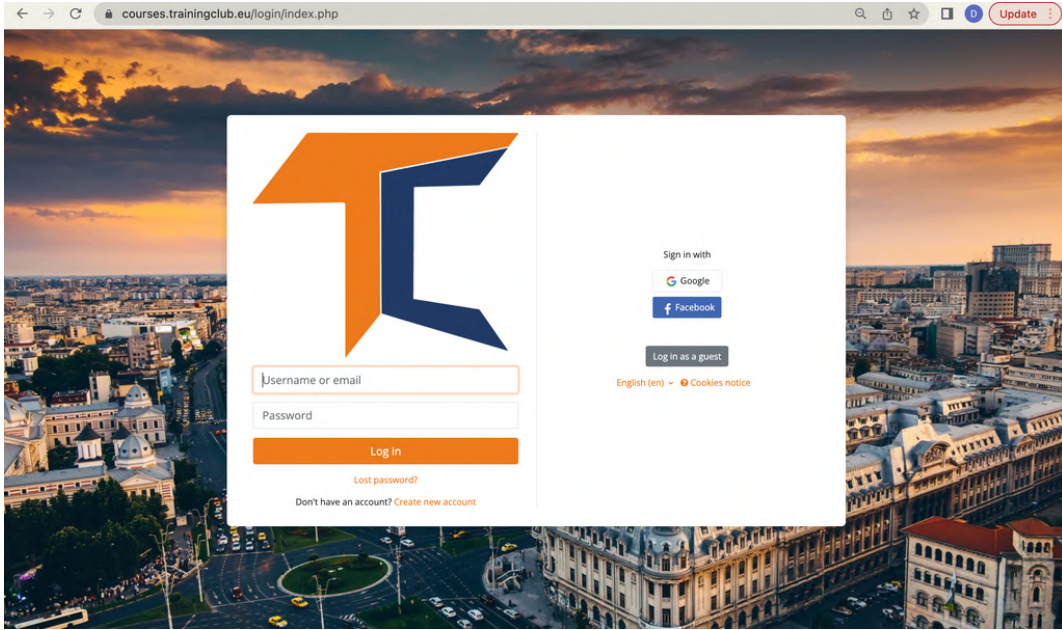 courses.trainingclub.eu/login/index.php
D
Update
TC
Username or email
Password
Log in
Lost password?
Don't have an account? Create new account
Sign in with
Google
Facebook
Log in as a guest
English (en) Cookies notice